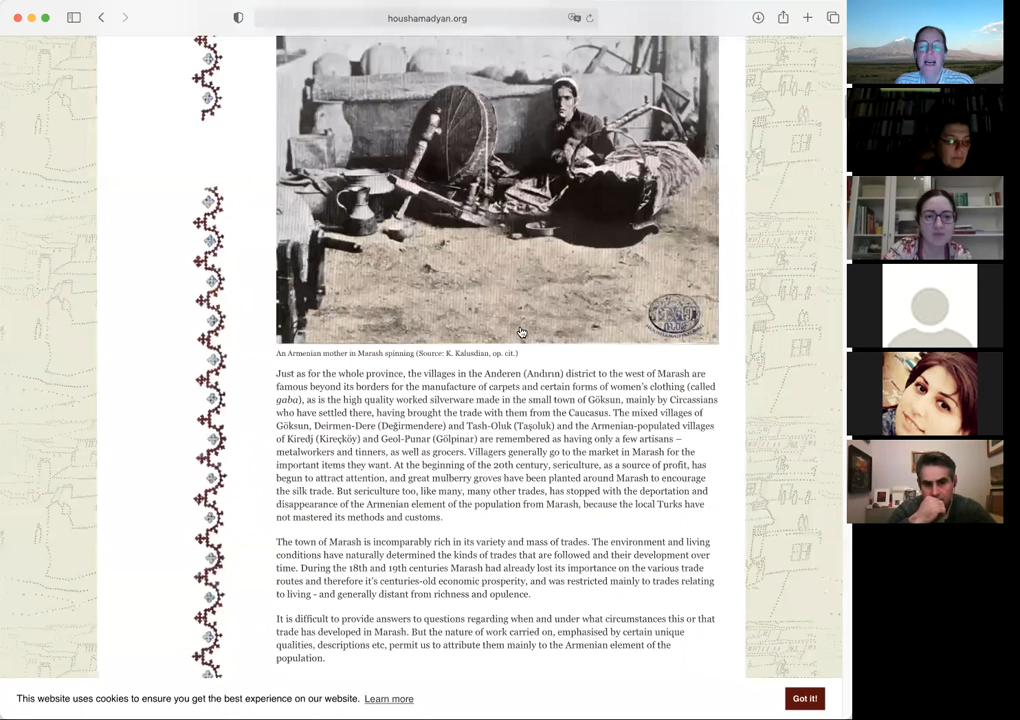 houshamadyan.org
An Armenian mother in Marash spinning (Source: K. Kalusdian, op. cit.)
Just as for the whole province, the villages in the Anderen (Andırın) district to the west of Marash are
famous beyond its borders for the manufacture of carpets and certain forms of women's clothing (called
gaba), as is the high quality worked silverware made in the small town of Göksun, mainly by Circassians
who have settled there, having brought the trade with them from the Caucasus. The mixed villages of
Göksun, Deirmen-Dere (Değirmendere) and Tash-Oluk (Taşoluk) and the Armenian-populated villages
of Kiredj (Kireçköy) and Geol-Punar (Gölpinar) are remembered as having only a few artisans –
metalworkers and tinners, as well as grocers. Villagers generally go to the market in Marash for the
important items they want. At the beginning of the 20th century, sericulture, as a source of profit, has
begun to attract attention, and great mulberry groves have been planted around Marash to encourage
the silk trade. But sericulture too, like many, many other trades, has stopped with the deportation and
disappearance of the Armenian element of the population from Marash, because the local Turks have
not mastered its methods and customs.
The town of Marash is incomparably rich in its variety and mass of trades. The environment and living
conditions have naturally determined the kinds of trades that are followed and their development over
time. During the 18th and 19th centuries Marash had already lost its importance on the various trade
routes and therefore it's centuries-old economic prosperity, and was restricted mainly to trades relating
to living - and generally distant from richness and opulence.
It is difficult to provide answers to questions regarding when and under what circumstances this or that
trade has developed in Marash. But the nature of work carried on, emphasised by certain unique
qualities, descriptions etc, permit us to attribute them mainly to the Armenian element of the
population.
This website uses cookies to ensure you get the best experience on our website. Learn more
Got it!